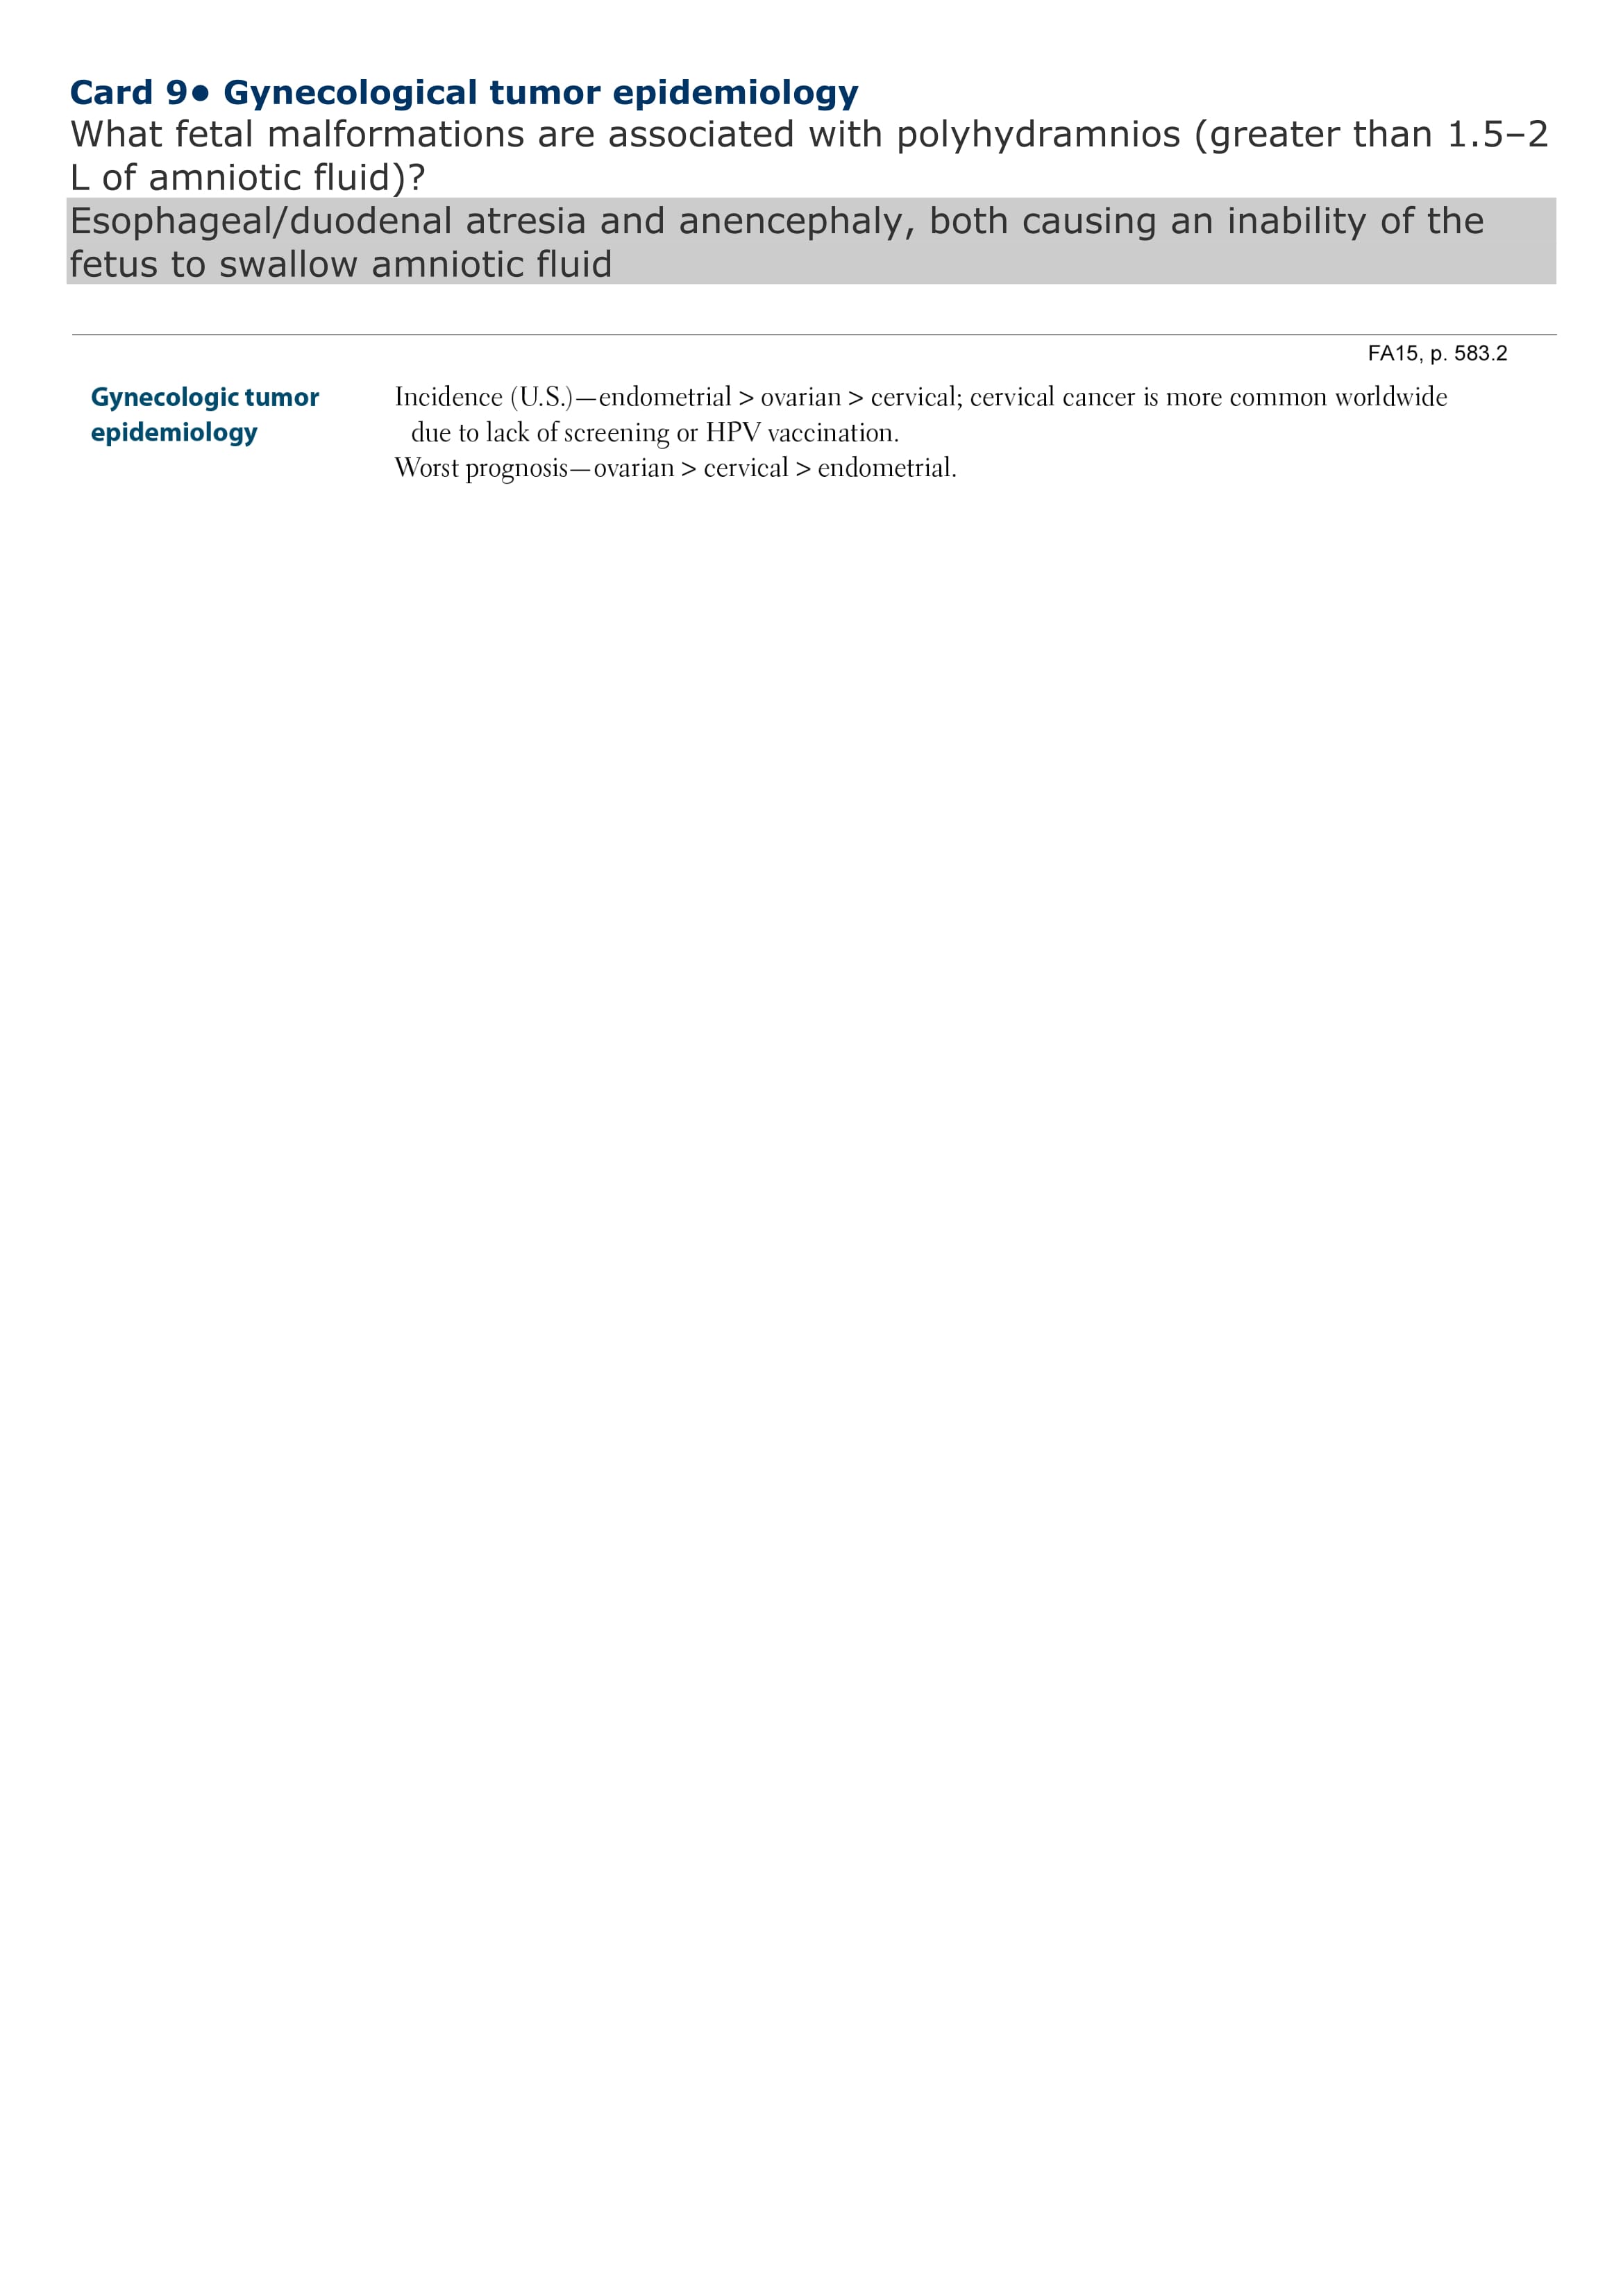 Card 9• Gynecological tumor epidemiology
What fetal malformations are associated with polyhydramnios (greater than 1.5–2
L of amniotic fluid)?
Esophageal/duodenal atresia and anencephaly, both causing an inability of the
fetus to swallow amniotic fluid
FA15, p. 583.2
Gynecologic tumor
epidemiology
Incidence (U.S.)—endometrial > ovarian > cervical; cervical cancer is more common worldwide
due to lack of screening or HPV vaccination.
Worst prognosis—ovarian > cervical > endometrial.